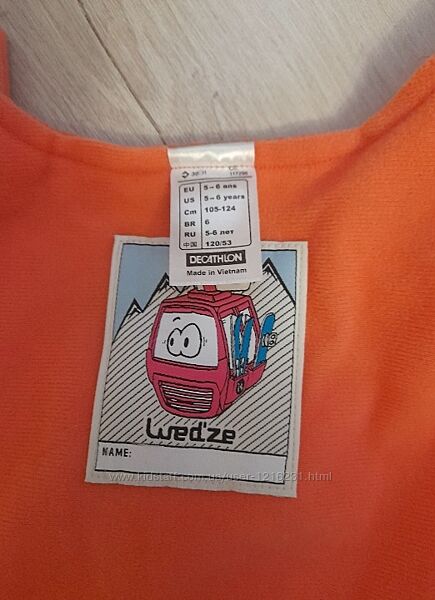 EU 5-6 ans
US 5-6 years
Cm 105-124
BR 6
RU 5-6 лет
中国 120/53
DECATHLON
Made in Vietnam
Wed'ze
NAME: